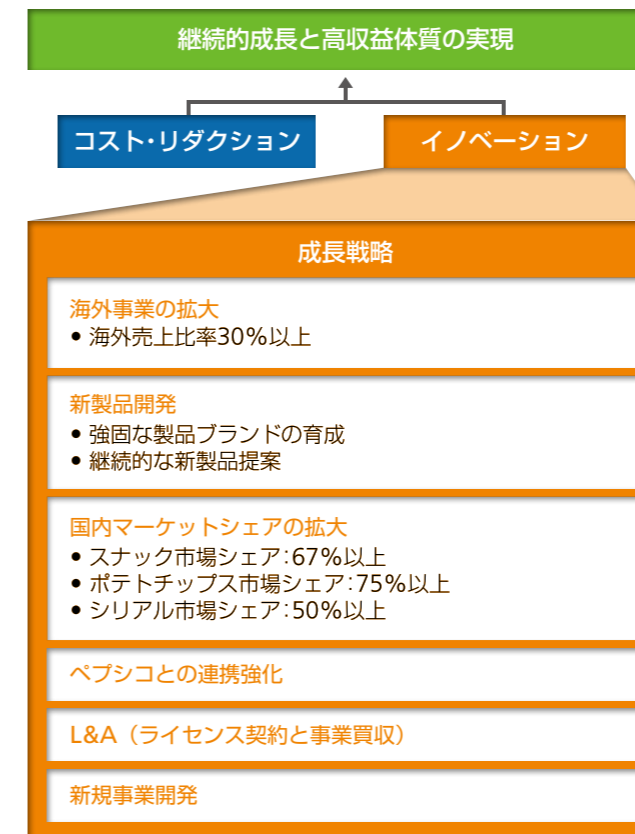 継続的成長と高収益体質の実現
コスト・リダクション
イノベーション
成長戦略
海外事業の拡大
• 海外売上比率30%以上
新製品開発
• 強固な製品ブランドの育成
• 継続的な新製品提案
国内マーケットシェアの拡大
• スナック市場シェア：67%以上
• ポテトチップス市場シェア：75%以上
• シリアル市場シェア：50%以上
ペプシコとの連携強化
L&A（ライセンス契約と事業買収）
新規事業開発